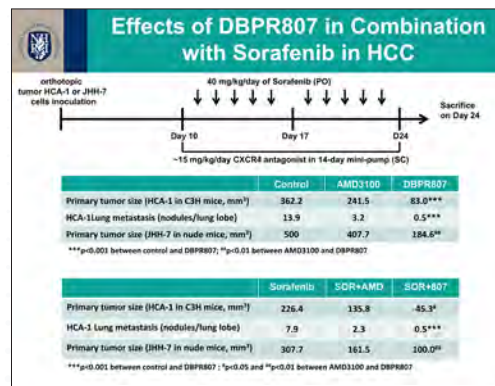 Effects of DBPR807 in Combination
with Sorafenib in HCC
orthotopic
tumor HCA-1 or JHH-7
cells inoculation
40 mg/kg/day of Sorafenib (PO)
Sacrifice
on Day 24
Day 10 Day 17 D24
~15 mg/kg/day CXCR4 antagonist in 14-day mini-pump (SC)
Control AMD3100 DBPR807
Primary tumor size (HCA-1 in C3H mice, mm³) 362.2 241.5 83.0***
HCA-1Lung metastasis (nodules/lung lobe) 13.9 3.2 0.5***
Primary tumor size (JHH-7 in nude mice, mm³) 500 407.7 184.6##
***p<0.001 between control and DBPR807; ##p<0.01 between AMD3100 and DBPR807
Sorafenib SOR+AMD SOR+807
Primary tumor size (HCA-1 in C3H mice, mm³) 226.4 135.8 -45.3#
HCA-1 Lung metastasis (nodules/lung lobe) 7.9 2.3 0.5***
Primary tumor size (JHH-7 in nude mice, mm³) 307.7 161.5 100.0##
***p<0.001 between control and DBPR807 ; #p<0.05 and ##p<0.01 between AMD3100 and DBPR807